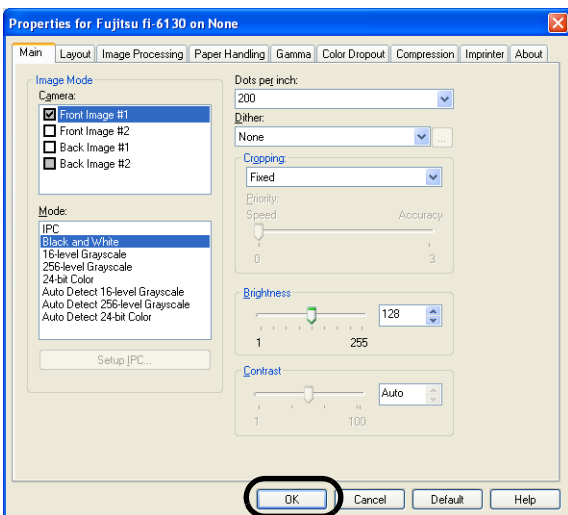 Properties for Fujitsu fi-6130 on None
Main Layout Image Processing Paper Handling Gamma Color Dropout Compression Imprinter About
Image Mode
Camera:
Front Image #1
Front Image #2
Back Image #1
Back Image #2
Mode:
IPC
Black and White
16-level Grayscale
256-level Grayscale
24-bit Color
Auto Detect 16-level Grayscale
Auto Detect 256-level Grayscale
Auto Detect 24-bit Color
Setup IPC...
Dots per inch:
200
Dither:
None
...
Cropping:
Fixed
Priority:
Speed Accuracy
0 3
Brightness
128
1 255
Contrast
Auto
1 100
OK Cancel Default Help